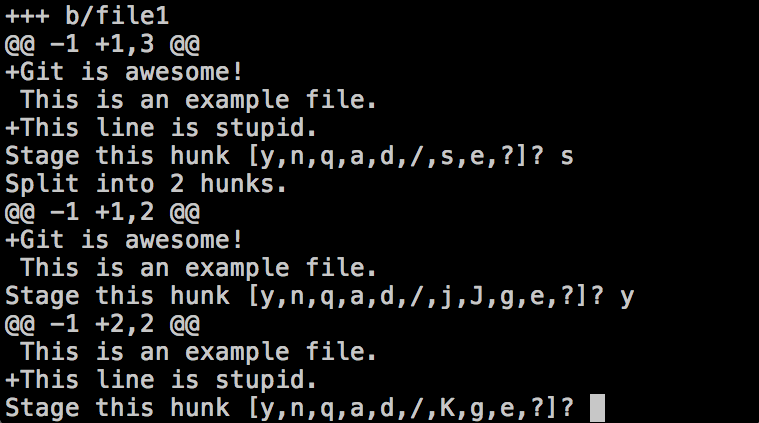 +++ b/file1
@@ -1 +1,3 @@
+Git is awesome!
 This is an example file.
+This line is stupid.
Stage this hunk [y,n,q,a,d,/,s,e,?]? s
Split into 2 hunks.
@@ -1 +1,2 @@
+Git is awesome!
 This is an example file.
Stage this hunk [y,n,q,a,d,/,j,J,g,e,?]? y
@@ -1 +2,2 @@
 This is an example file.
+This line is stupid.
Stage this hunk [y,n,q,a,d,/,K,g,e,?]?